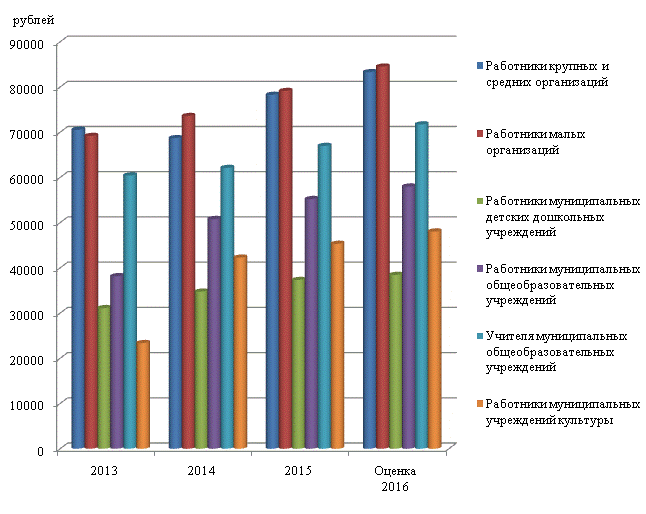 рублей
90000
80000
70000
60000
50000
40000
30000
20000
10000
0
2013
2014
2015
Оценка
2016
Работники крупных и
средних организаций
Работники малых
организаций
Работники муниципальных
детских дошкольных
учреждений
Работники муниципальных
общеобразовательных
учреждений
Учителя муниципальных
общеобразовательных
учреждений
Работники муниципальных
учреждений культуры